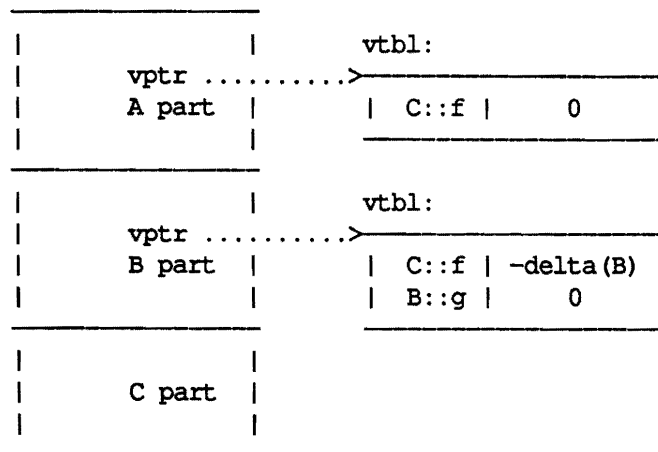 vtbl:
vptr ..........>
A part | C::f | 0
vtbl:
vptr ..........>
B part | C::f | -delta(B)
| B::g | 0
C part